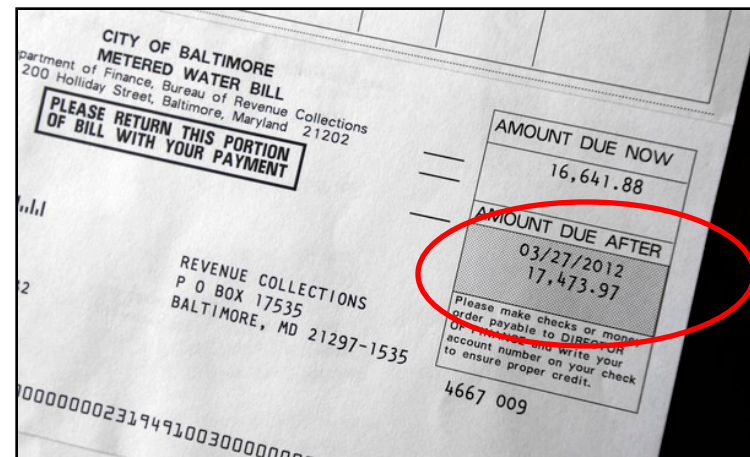 CITY OF BALTIMORE
METERED WATER BILL
partment of Finance, Bureau of Revenue Collections
200 Holliday Street, Baltimore, Maryland 21202
PLEASE RETURN THIS PORTION
OF BILL WITH YOUR PAYMENT
AMOUNT DUE NOW
16,641.88
AMOUNT DUE AFTER
03/27/2012
17,473.97
Please make checks or money
order payable to DIRECTOR
OF FINANCE and write your
account number on your check
to ensure proper credit.
REVENUE COLLECTIONS
P O BOX 17535
BALTIMORE, MD 21297-1535
4667 009